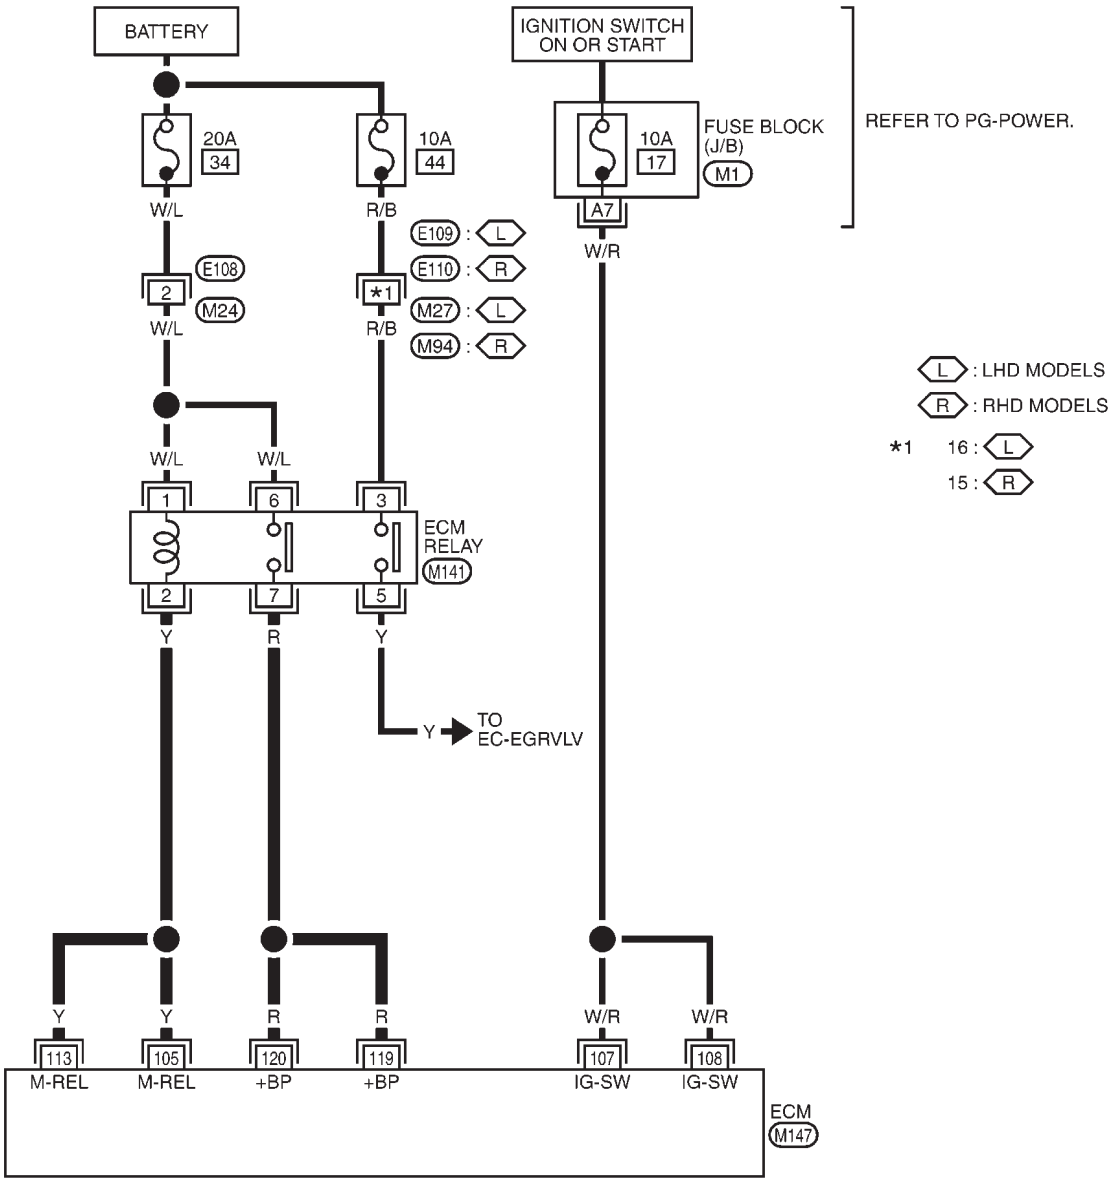 BATTERY
IGNITION SWITCH
ON OR START
REFER TO PG-POWER.
20A
34
10A
44
10A
17
FUSE BLOCK
(J/B)
M1
A7
W/L
R/B
W/R
E109 : L
E110 : R
M27 : L
M94 : R
E108
2
M24
*1
W/L
R/B
L : LHD MODELS
R : RHD MODELS
*1 16 : L
15 : R
W/L
W/L
1
6
3
ECM
RELAY
M141
2
7
5
Y
R
Y
Y
TO
EC-EGRVLV
Y
Y
R
R
W/R
W/R
113
105
120
119
107
108
M-REL
M-REL
+BP
+BP
IG-SW
IG-SW
ECM
M147